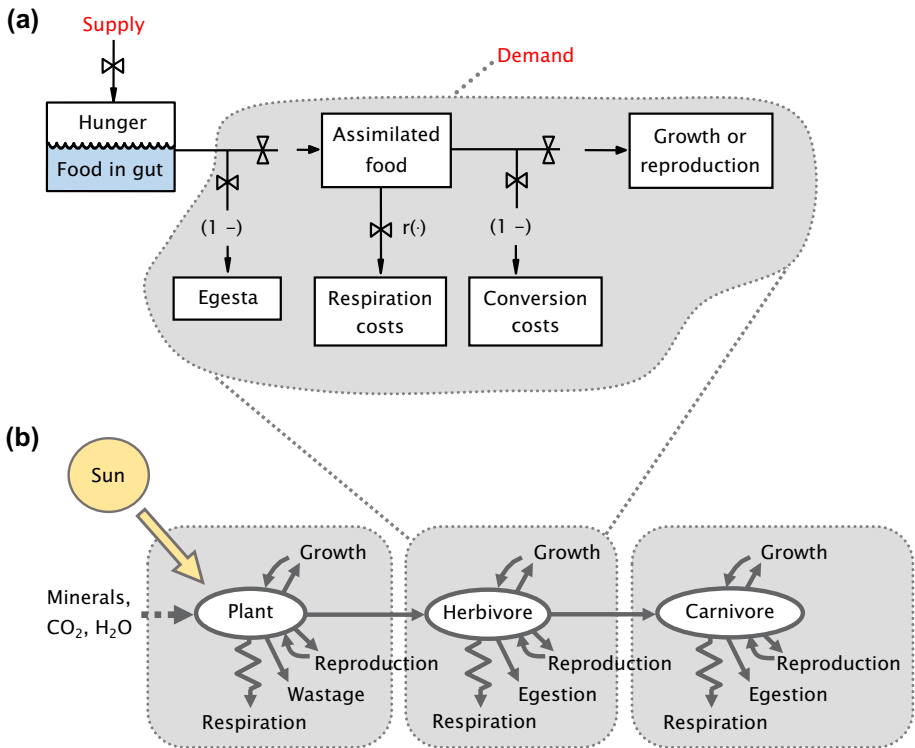 (a)
Supply
Demand
Hunger
Food in gut
Assimilated
food
Growth or
reproduction
(1 –)
r(·)
(1 –)
Egesta
Respiration
costs
Conversion
costs
(b)
Sun
Minerals,
CO₂, H₂O
Plant
Growth
Reproduction
Wastage
Respiration
Herbivore
Growth
Reproduction
Egestion
Respiration
Carnivore
Growth
Reproduction
Egestion
Respiration